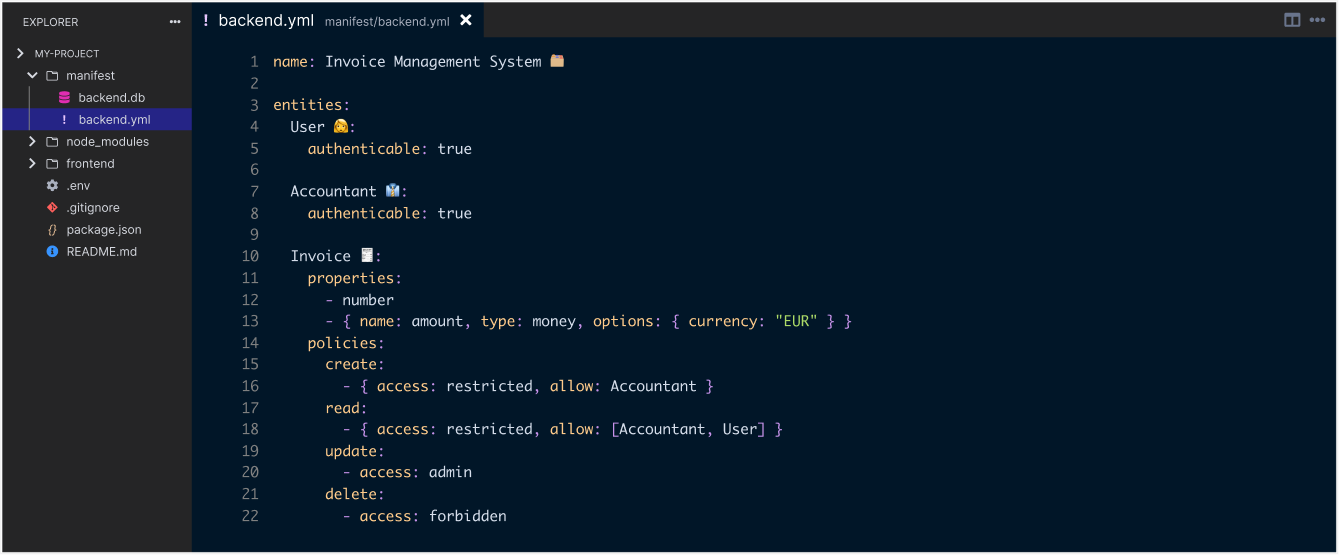 EXPLORER
MY-PROJECT
manifest
backend.db
! backend.yml
node_modules
frontend
.env
.gitignore
{} package.json
README.md
! backend.yml manifest/backend.yml
1 name: Invoice Management System 🗂️
2
3 entities:
4 User 👩:
5 authenticable: true
6
7 Accountant 👔:
8 authenticable: true
9
10 Invoice 🧾:
11 properties:
12 - number
13 - { name: amount, type: money, options: { currency: "EUR" } }
14 policies:
15 create:
16 - { access: restricted, allow: Accountant }
17 read:
18 - { access: restricted, allow: [Accountant, User] }
19 update:
20 - access: admin
21 delete:
22 - access: forbidden